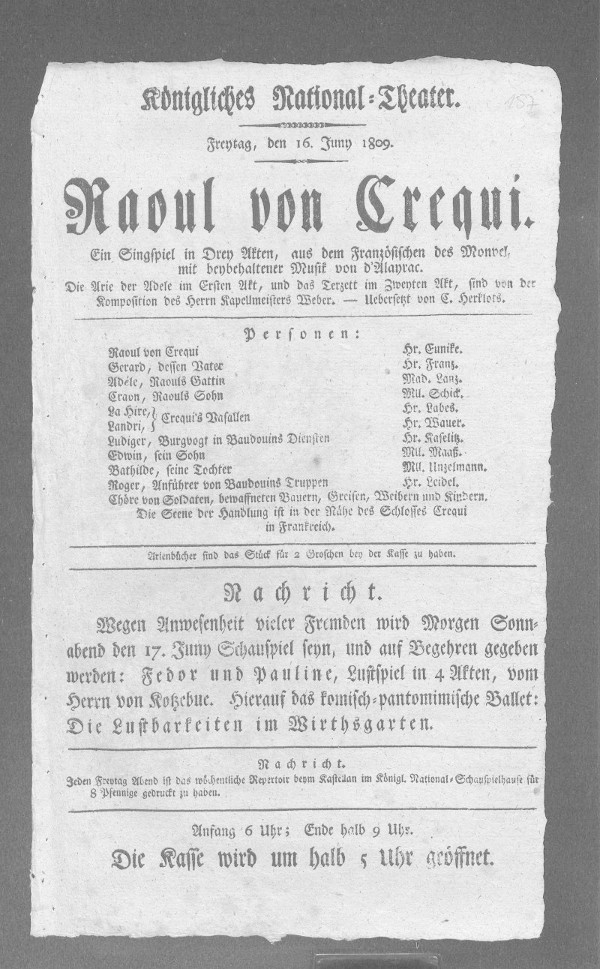 Königliches National-Theater.
157
Freytag, den 16. Juny 1809.
Raoul von Crequi.
Ein Singspiel in Drey Akten, aus dem Französischen des Monvel,
mit beybehaltener Musik von d'Alayrac.
Die Arie der Adele im Ersten Akt, und das Terzett im Zweyten Akt, sind von der
Komposition des Herrn Kapellmeisters Weber. — Uebersetzt von C. Herklots.
Personen:
Raoul von Crequi Hr. Eunike.
Gerard, dessen Vater Hr. Franz.
Adéle, Raouls Gattin Mad. Lanz.
Craon, Raouls Sohn Mll. Schick.
La Hire, Hr. Labes.
Crequi's Vasallen
Landri, Hr. Wauer.
Ludiger, Burgvogt in Baudouins Diensten Hr. Kaselitz.
Edwin, sein Sohn Mll. Maaß.
Bathilde, seine Tochter Mll. Unzelmann.
Roger, Anführer von Baudouins Truppen Hr. Leidel.
Chöre von Soldaten, bewaffneten Bauern, Greisen, Weibern und Kindern.
Die Scene der Handlung ist in der Nähe des Schlosses Crequi
in Frankreich.
Arienbücher sind das Stück für 2 Groschen bey der Kasse zu haben.
Nachricht.
Wegen Anwesenheit vieler Fremden wird Morgen Sonn-
abend den 17. Juny Schauspiel seyn, und auf Begehren gegeben
werden: Fedor und Pauline, Lustspiel in 4 Akten, vom
Herrn von Kotzebue. Hierauf das komisch-pantomimische Ballet:
Die Lustbarkeiten im Wirthsgarten.
Nachricht.
Jeden Freytag Abend ist das wöchentliche Repertoir beym Kastellan im Königl. National-Schauspielhause für
8 Pfennige gedruckt zu haben.
Anfang 6 Uhr; Ende halb 9 Uhr.
Die Kasse wird um halb 5 Uhr geöffnet.